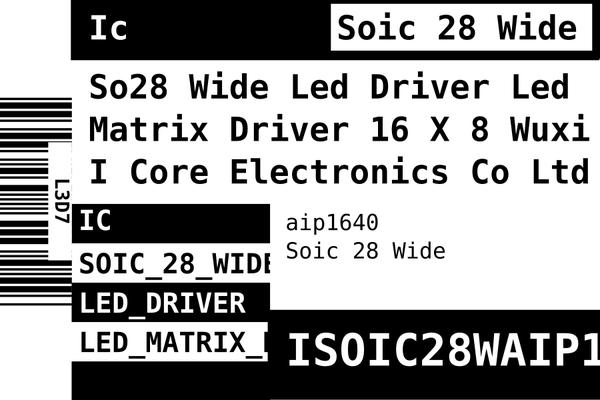 Ic
Soic 28 Wide
So28 Wide Led Driver Led
Matrix Driver 16 X 8 Wuxi
I Core Electronics Co Ltd
L3D7
IC
SOIC_28_WIDE
LED_DRIVER
LED_MATRIX_
aip1640
Soic 28 Wide
ISOIC28WAIP1